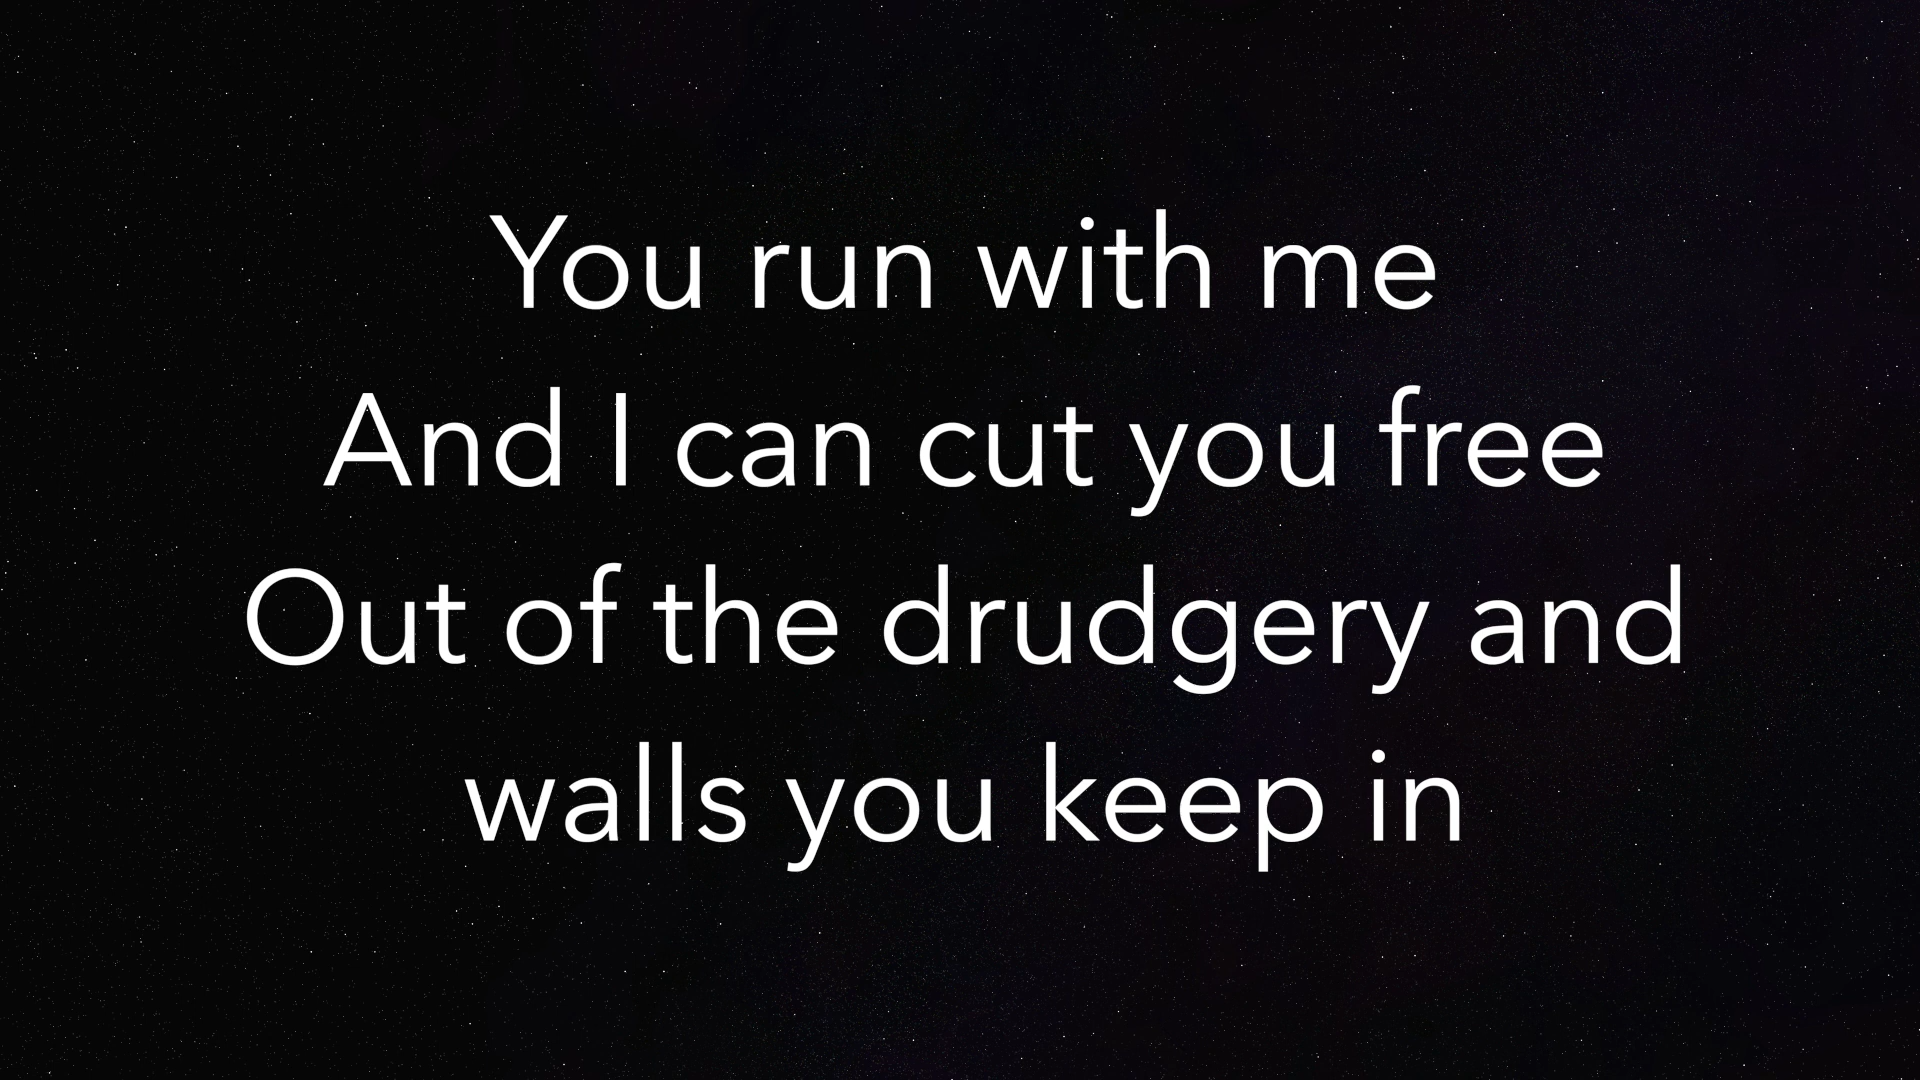 You run with me
And I can cut you free
Out of the drudgery and
walls you keep in